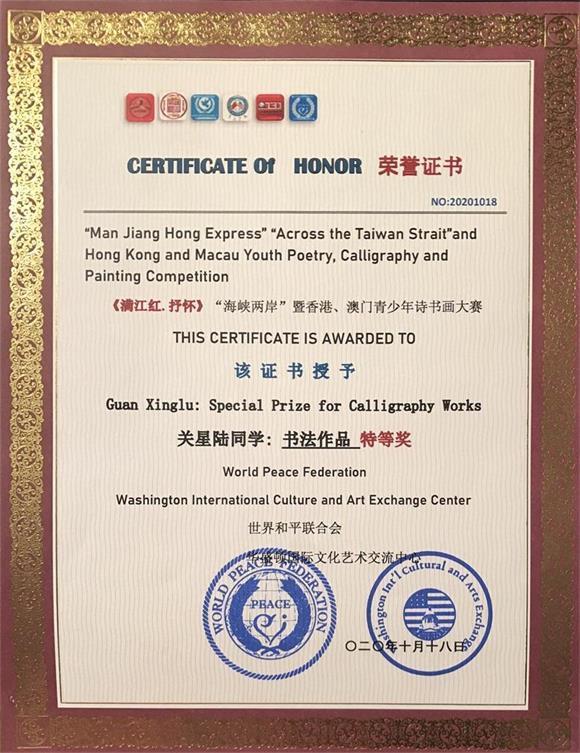 CERTIFICATE Of HONOR 荣誉证书
NO:20201018
"Man Jiang Hong Express" "Across the Taiwan Strait"and
Hong Kong and Macau Youth Poetry, Calligraphy and
Painting Competition
《满江红.抒怀》“海峡两岸”暨香港、澳门青少年诗书画大赛
THIS CERTIFICATE IS AWARDED TO
该证书授予
Guan Xinglu: Special Prize for Calligraphy Works
关星陆同学: 书法作品 特等奖
World Peace Federation
Washington International Culture and Art Exchange Center
世界和平联合会
华盛顿国际文化艺术交流中心
WORLD PEACE FEDERATION
PEACE
Washington Int'l Cultural and Arts Exchange
〇二〇年十月十八日